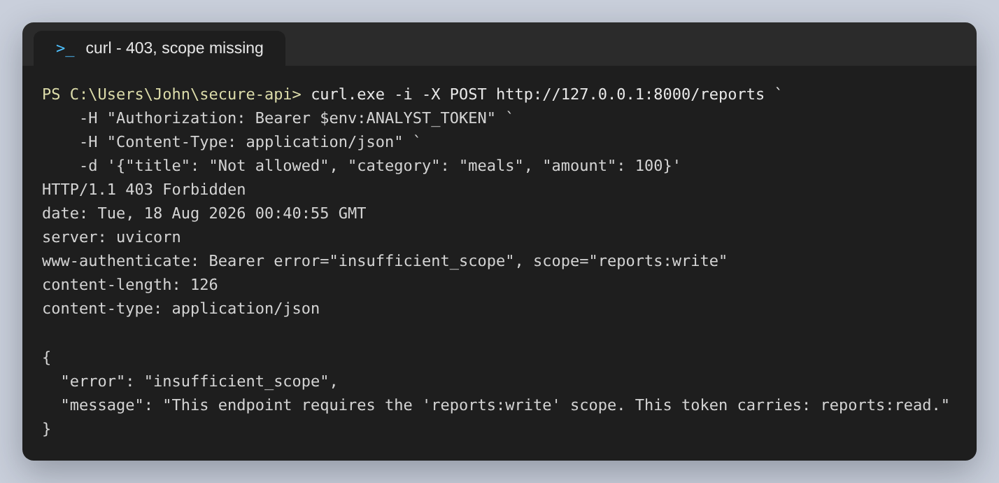 >_ curl - 403, scope missing
PS C:\Users\John\secure-api> curl.exe -i -X POST http://127.0.0.1:8000/reports `
    -H "Authorization: Bearer $env:ANALYST_TOKEN" `
    -H "Content-Type: application/json" `
    -d '{"title": "Not allowed", "category": "meals", "amount": 100}'
HTTP/1.1 403 Forbidden
date: Tue, 18 Aug 2026 00:40:55 GMT
server: uvicorn
www-authenticate: Bearer error="insufficient_scope", scope="reports:write"
content-length: 126
content-type: application/json

{
  "error": "insufficient_scope",
  "message": "This endpoint requires the 'reports:write' scope. This token carries: reports:read."
}